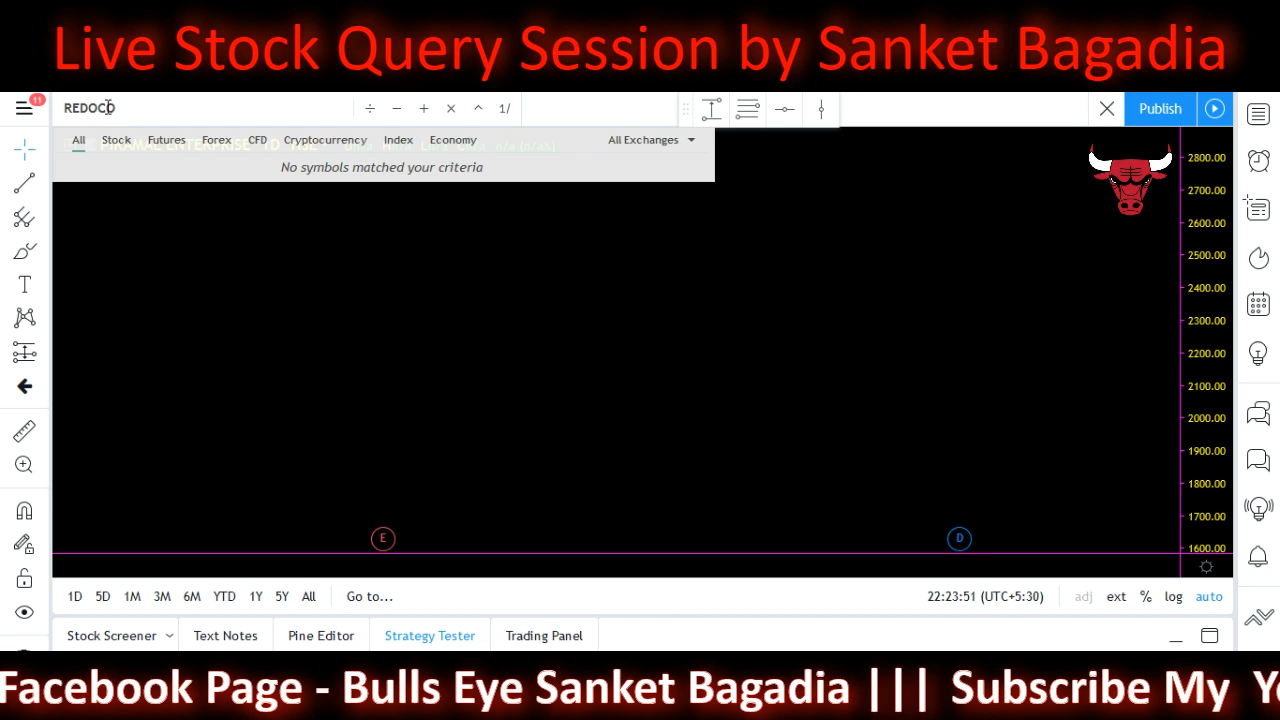 Live Stock Query Session by Sanket Bagadia
11
REDOCO
÷ − + × 1/
Publish
All Stock Futures Forex CFD Cryptocurrency Index Economy All Exchanges
No symbols matched your criteria
2800.00
2700.00
2600.00
2500.00
2400.00
2300.00
2200.00
2100.00
2000.00
1900.00
1800.00
1700.00
1600.00
E
D
1D 5D 1M 3M 6M YTD 1Y 5Y All Go to... 22:23:51 (UTC+5:30) adj ext % log auto
Stock Screener Text Notes Pine Editor Strategy Tester Trading Panel
Facebook Page - Bulls Eye Sanket Bagadia ||| Subscribe My